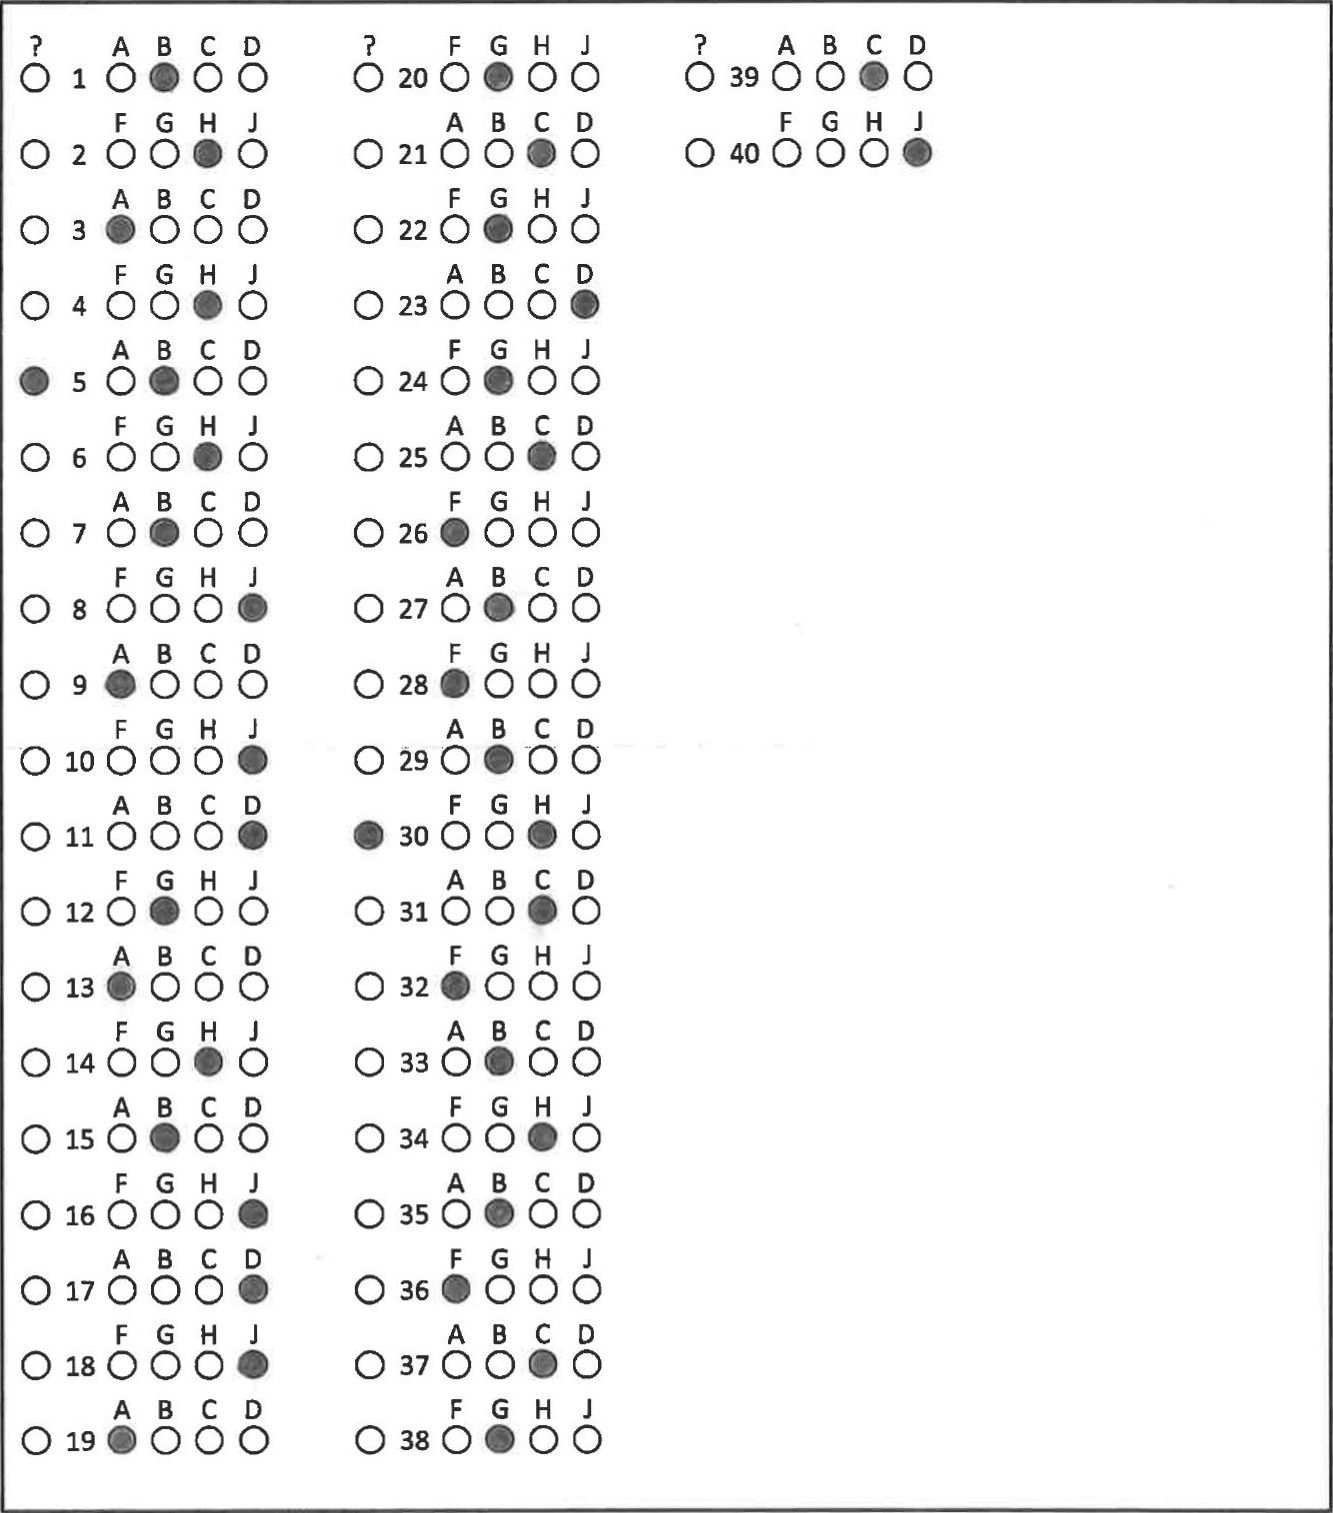 ? A B C D
1
F G H J
2
A B C D
3
F G H J
4
A B C D
5
F G H J
6
A B C D
7
F G H J
8
A B C D
9
F G H J
10
A B C D
11
F G H J
12
A B C D
13
F G H J
14
A B C D
15
F G H J
16
A B C D
17
F G H J
18
A B C D
19
? F G H J
20
A B C D
21
F G H J
22
A B C D
23
F G H J
24
A B C D
25
F G H J
26
A B C D
27
F G H J
28
A B C D
29
F G H J
30
A B C D
31
F G H J
32
A B C D
33
F G H J
34
A B C D
35
F G H J
36
A B C D
37
F G H J
38
? A B C D
39
F G H J
40